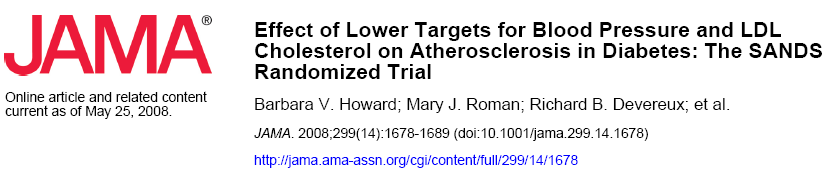 JAMA®
Online article and related content
current as of May 25, 2008.
Effect of Lower Targets for Blood Pressure and LDL
Cholesterol on Atherosclerosis in Diabetes: The SANDS
Randomized Trial
Barbara V. Howard; Mary J. Roman; Richard B. Devereux; et al.
JAMA. 2008;299(14):1678-1689 (doi:10.1001/jama.299.14.1678)
http://jama.ama-assn.org/cgi/content/full/299/14/1678